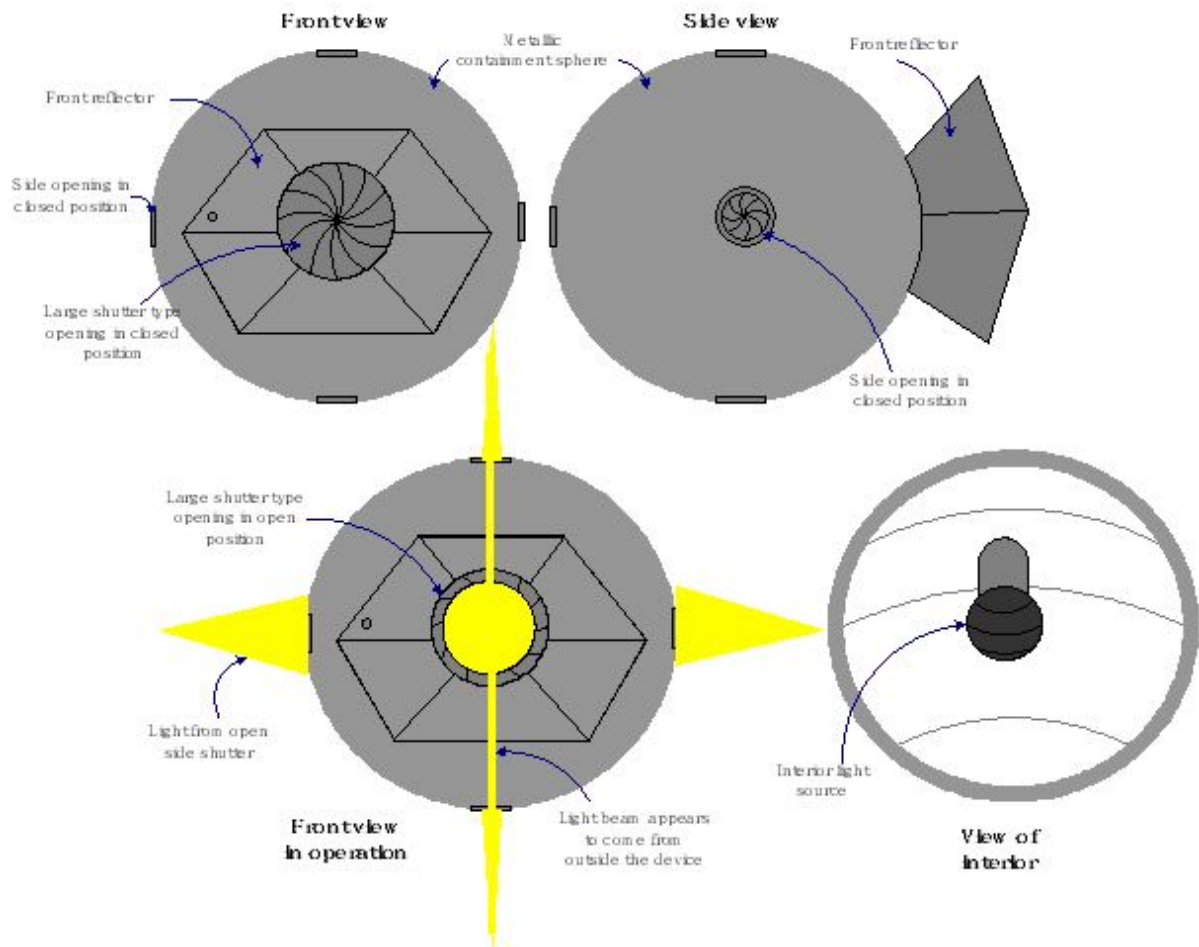 Front view
Side view
Metallic
containment sphere
Front reflector
Front reflector
Side opening in
closed position
Large shutter type
opening in closed
position
Side opening in
closed position
Large shutter type
opening in open
position
Light from open
side shutter
Interior light
source
Front view
in operation
Light beam appears
to come from
outside the device
View of
interior